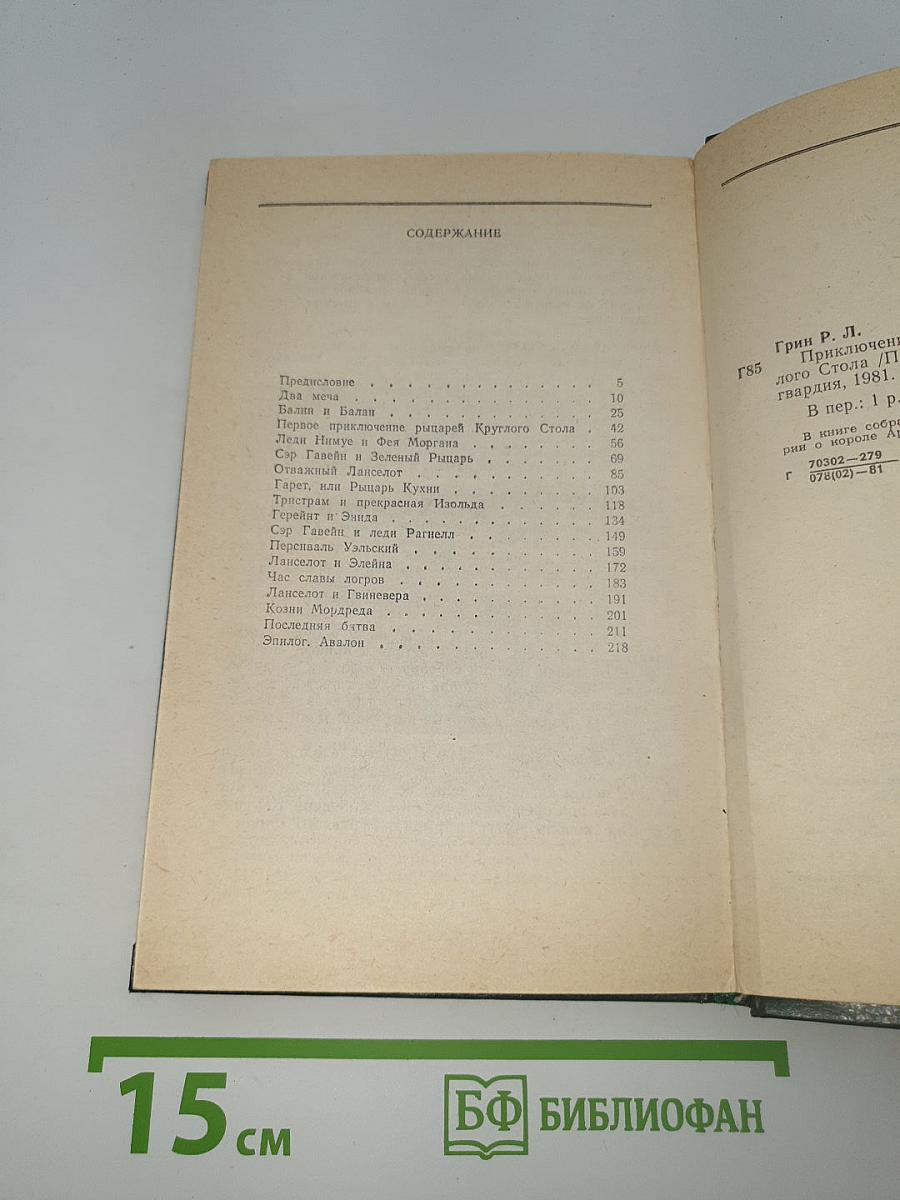 СОДЕРЖАНИЕ
Предисловие . . . . . . . . . . . . . 5
Два меча . . . . . . . . . . . . . . 10
Балин и Балан . . . . . . . . . . . . 25
Первое приключение рыцарей Круглого Стола . 42
Леди Нимуе и Фея Моргана . . . . . . . 56
Сэр Гавейн и Зеленый Рыцарь . . . . . . 69
Отважный Ланселот . . . . . . . . . . 85
Гарет, или Рыцарь Кухни . . . . . . . . 103
Тристрам и прекрасная Изольда . . . . . . 118
Герейнт и Энида . . . . . . . . . . . . 134
Сэр Гавейн и леди Рагнелл . . . . . . . 149
Персиваль Уэльский . . . . . . . . . . 159
Ланселот и Элейна . . . . . . . . . . 172
Час славы логров . . . . . . . . . . . 183
Ланселот и Гвиневера . . . . . . . . . . 191
Козни Мордреда . . . . . . . . . . . . 201
Последняя битва . . . . . . . . . . . 211
Эпилог. Авалон . . . . . . . . . . . . 218
Грин Р. Л.
Г85 Приключени
лого Стола /П
гвардия, 1981.
В пер.: 1 р.
В книге собра
рии о короле Ар
Г 70302—279
078(02)—81
15 см
БФ БИБЛИОФАН